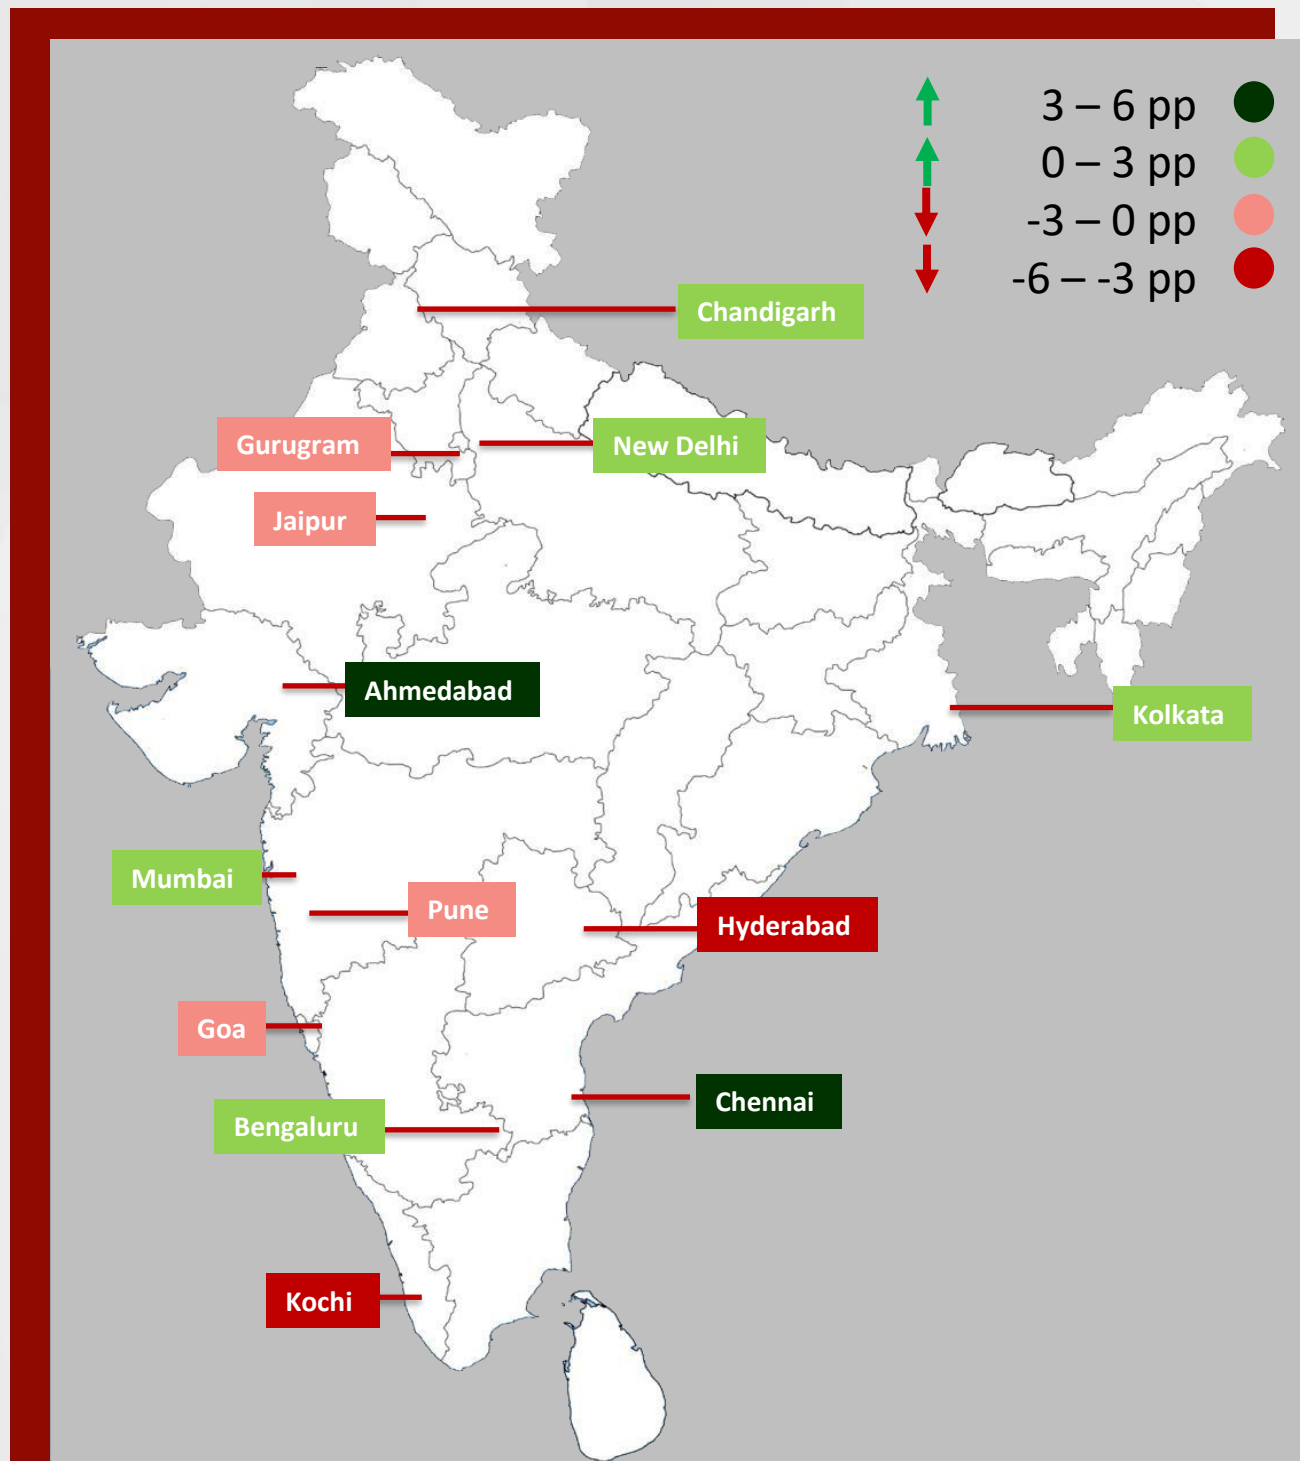 3 – 6 pp
0 – 3 pp
-3 – 0 pp
-6 – -3 pp
Chandigarh
Gurugram
New Delhi
Jaipur
Ahmedabad
Kolkata
Mumbai
Pune
Hyderabad
Goa
Chennai
Bengaluru
Kochi